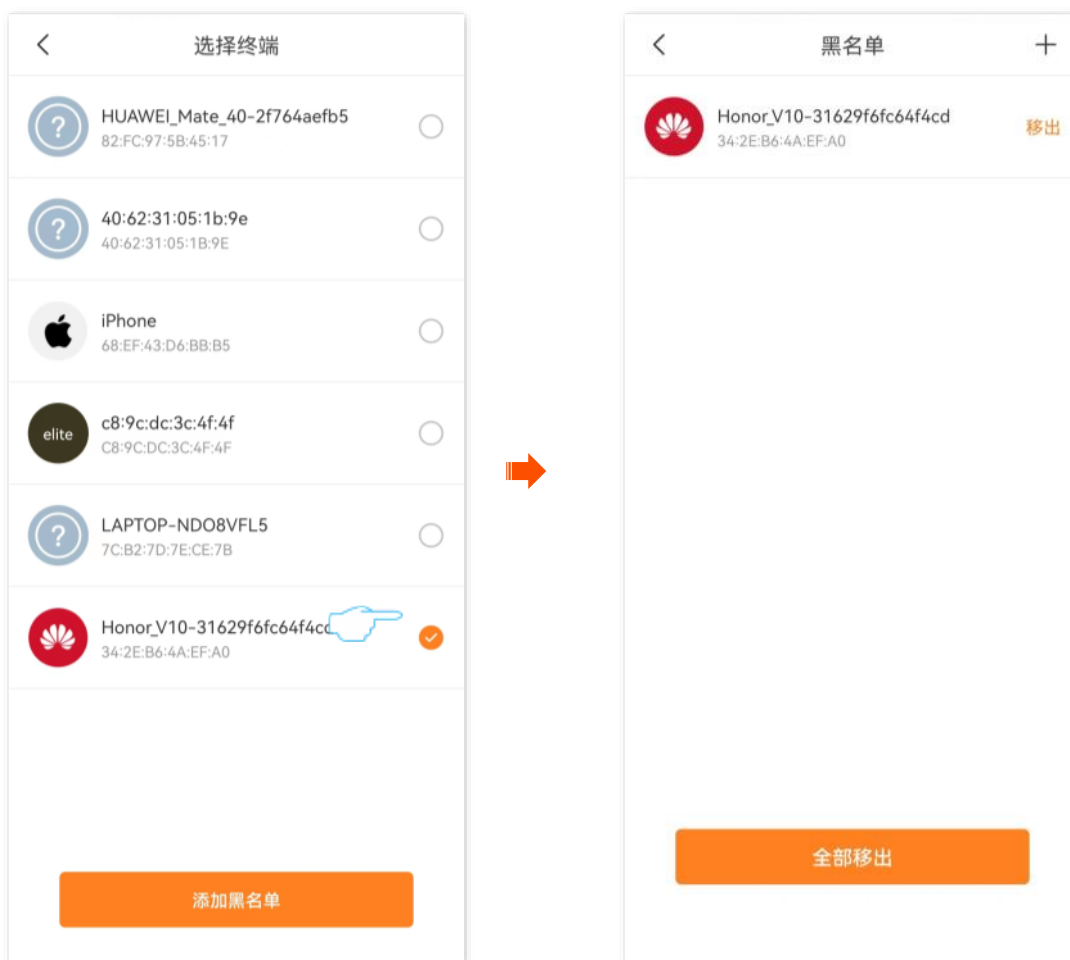 选择终端
HUAWEI_Mate_40-2f764aefb5
82:FC:97:5B:45:17
40:62:31:05:1b:9e
40:62:31:05:1B:9E
iPhone
68:EF:43:D6:BB:B5
elite
c8:9c:dc:3c:4f:4f
C8:9C:DC:3C:4F:4F
LAPTOP-NDO8VFL5
7C:B2:7D:7E:CE:7B
Honor_V10-31629f6fc64f4cd
34:2E:B6:4A:EF:A0
添加黑名单
黑名单
Honor_V10-31629f6fc64f4cd
34:2E:B6:4A:EF:A0
移出
全部移出